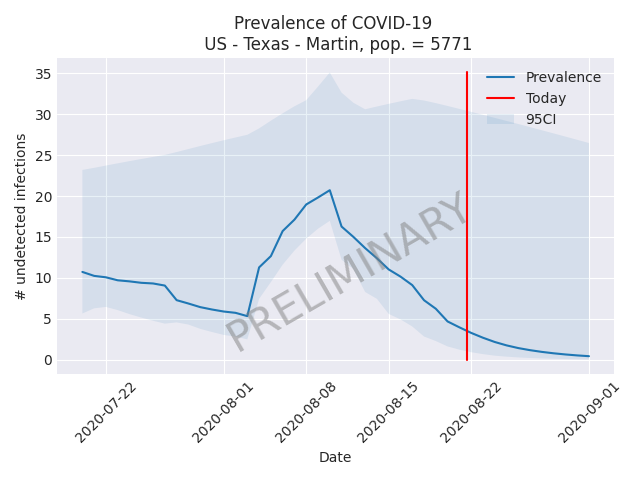 Prevalence of COVID-19
US - Texas - Martin, pop. = 5771
35
30
25
20
15
10
5
0
# undetected infections
Prevalence
Today
95CI
PRELIMINARY
2020-07-22
2020-08-01
2020-08-08
2020-08-15
2020-08-22
2020-09-01
Date